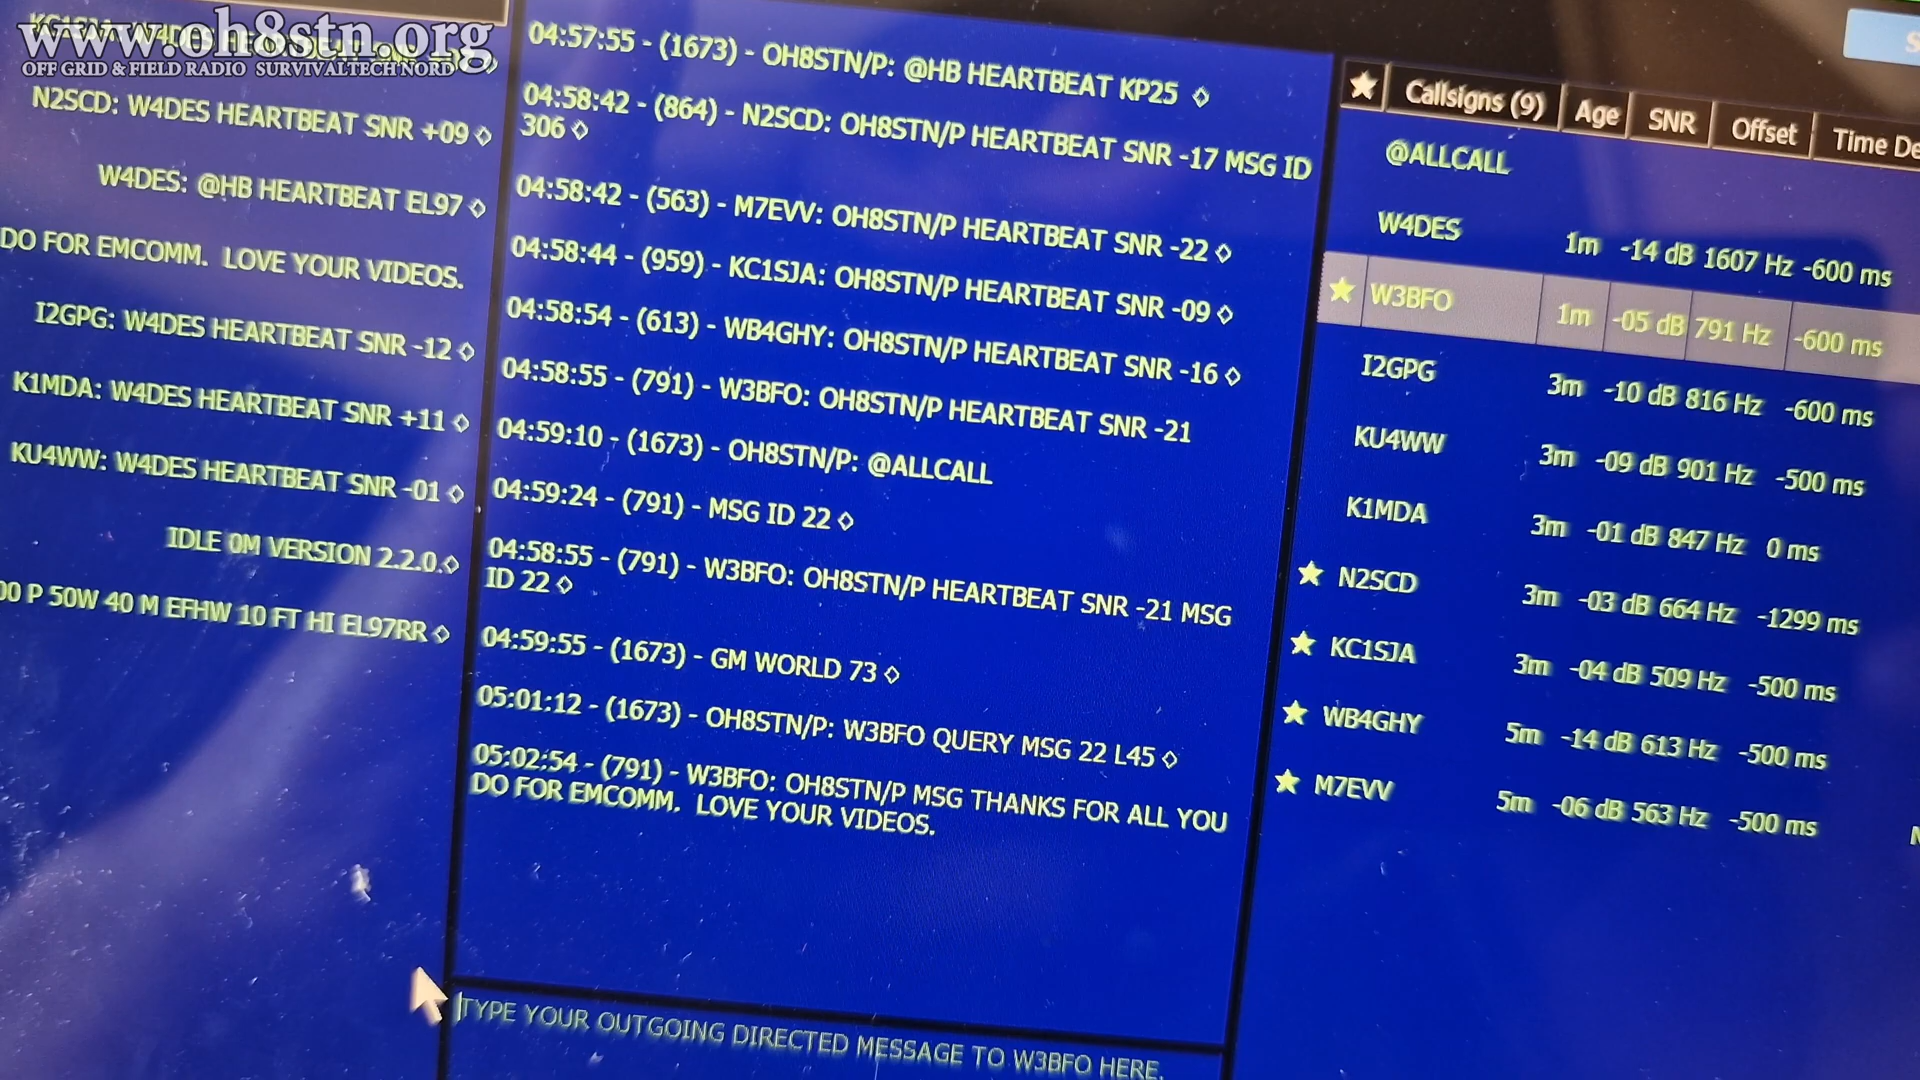 www.oh8stn.org
OFF GRID & FIELD RADIO SURVIVALTECH NORD
N2SCD: W4DES HEARTBEAT SNR +09 ◇
W4DES: @HB HEARTBEAT EL97 ◇
DO FOR EMCOMM. LOVE YOUR VIDEOS.
I2GPG: W4DES HEARTBEAT SNR -12 ◇
K1MDA: W4DES HEARTBEAT SNR +11 ◇
KU4WW: W4DES HEARTBEAT SNR -01 ◇
IDLE 0M VERSION 2.2.0.◇
00 P 50W 40 M EFHW 10 FT HI EL97RR ◇
04:57:55 - (1673) - OH8STN/P: @HB HEARTBEAT KP25 ◇
04:58:42 - (864) - N2SCD: OH8STN/P HEARTBEAT SNR -17 MSG ID
306 ◇
04:58:42 - (563) - M7EVV: OH8STN/P HEARTBEAT SNR -22 ◇
04:58:44 - (959) - KC1SJA: OH8STN/P HEARTBEAT SNR -09 ◇
04:58:54 - (613) - WB4GHY: OH8STN/P HEARTBEAT SNR -16 ◇
04:58:55 - (791) - W3BFO: OH8STN/P HEARTBEAT SNR -21
04:59:10 - (1673) - OH8STN/P: @ALLCALL
04:59:24 - (791) - MSG ID 22 ◇
04:58:55 - (791) - W3BFO: OH8STN/P HEARTBEAT SNR -21 MSG
ID 22 ◇
04:59:55 - (1673) - GM WORLD 73 ◇
05:01:12 - (1673) - OH8STN/P: W3BFO QUERY MSG 22 L45 ◇
05:02:54 - (791) - W3BFO: OH8STN/P MSG THANKS FOR ALL YOU
DO FOR EMCOMM. LOVE YOUR VIDEOS.
TYPE YOUR OUTGOING DIRECTED MESSAGE TO W3BFO HERE.
★ Callsigns (9) Age SNR Offset Time De
@ALLCALL
W4DES 1m -14 dB 1607 Hz -600 ms
★ W3BFO 1m -05 dB 791 Hz -600 ms
I2GPG 3m -10 dB 816 Hz -600 ms
KU4WW 3m -09 dB 901 Hz -500 ms
K1MDA 3m -01 dB 847 Hz 0 ms
★ N2SCD 3m -03 dB 664 Hz -1299 ms
★ KC1SJA 3m -04 dB 509 Hz -500 ms
★ WB4GHY 5m -14 dB 613 Hz -500 ms
★ M7EVV 5m -06 dB 563 Hz -500 ms